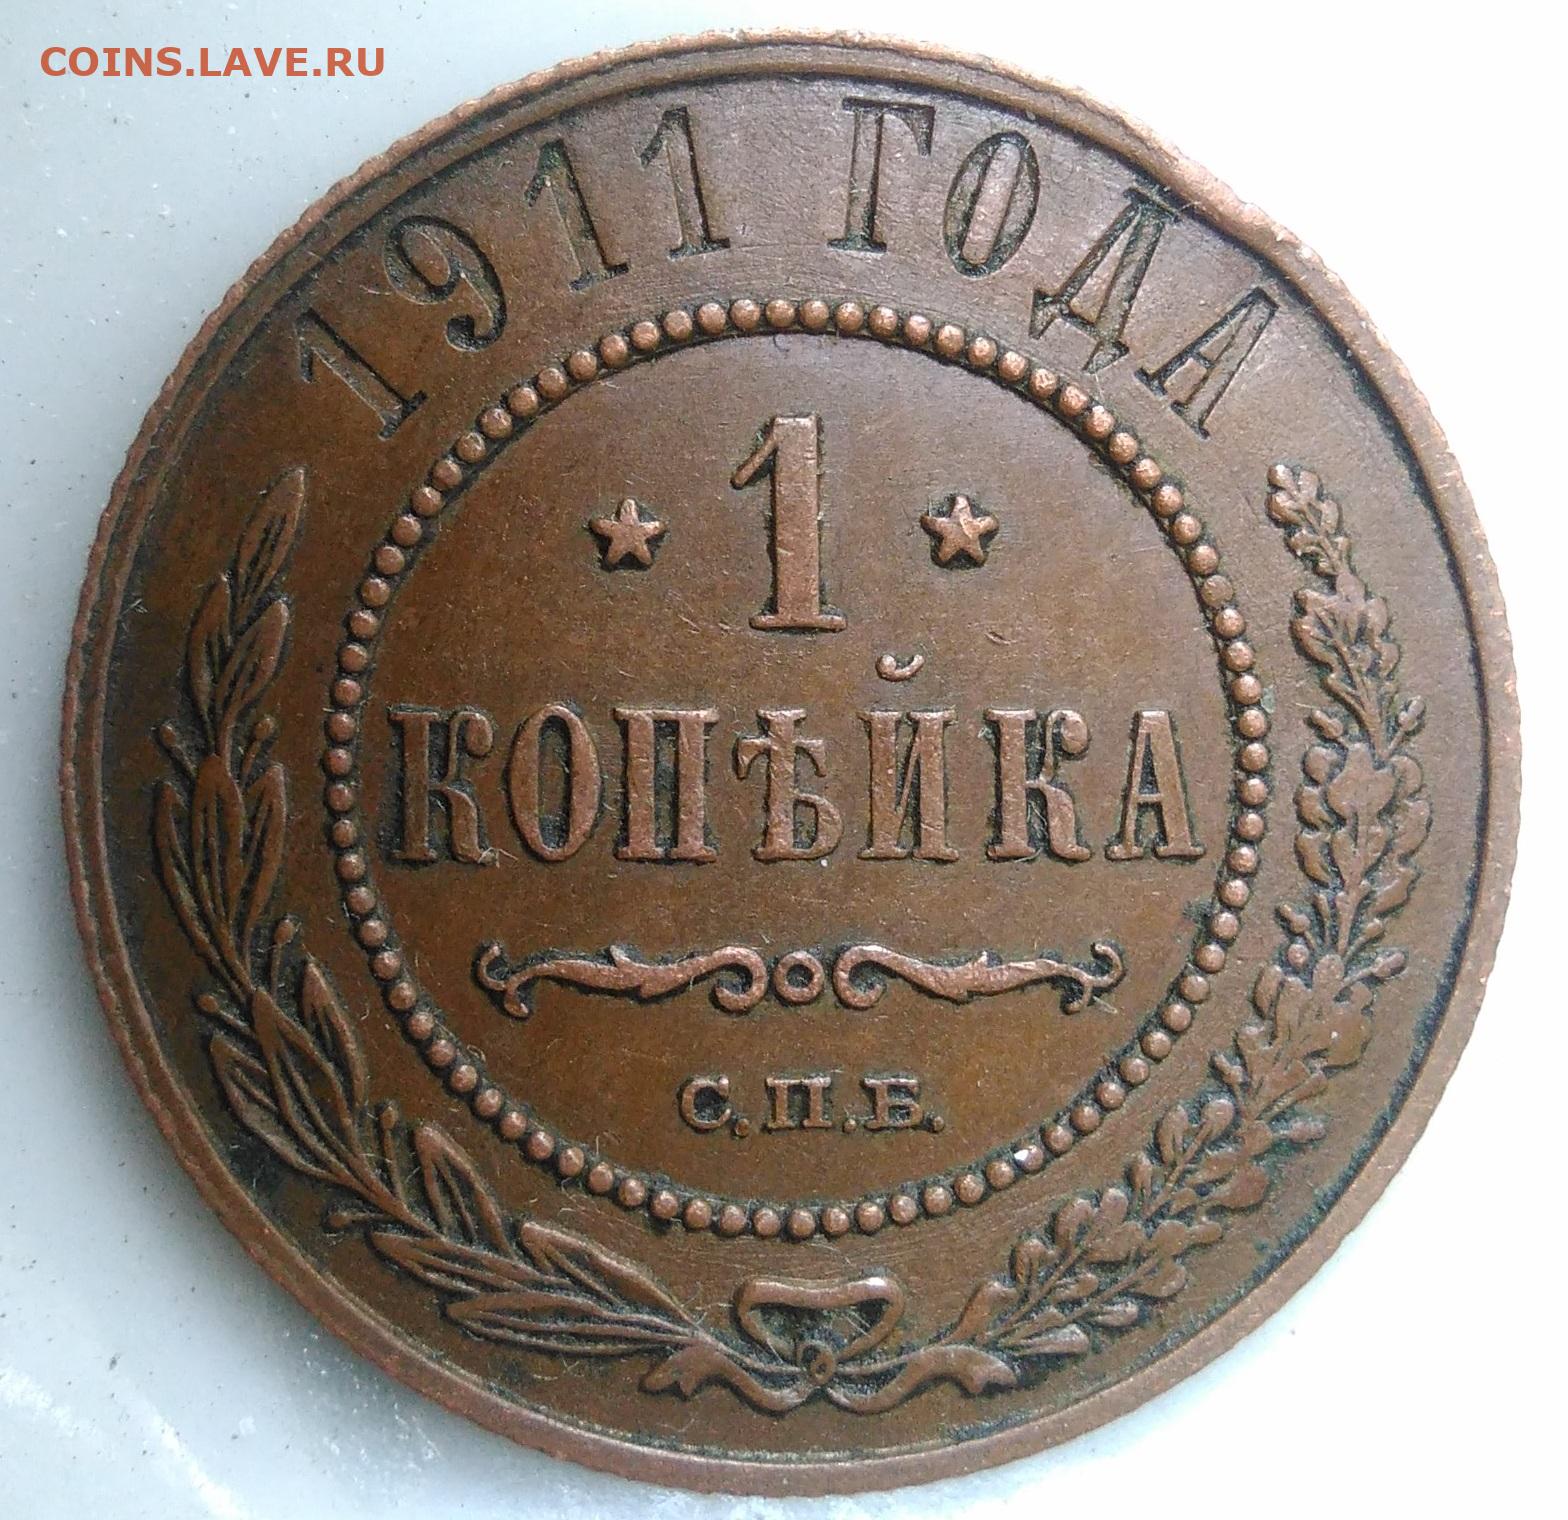 COINS.LAVE.RU
1911 ГОДА
1
КОПѢЙКА
С.П.Б.